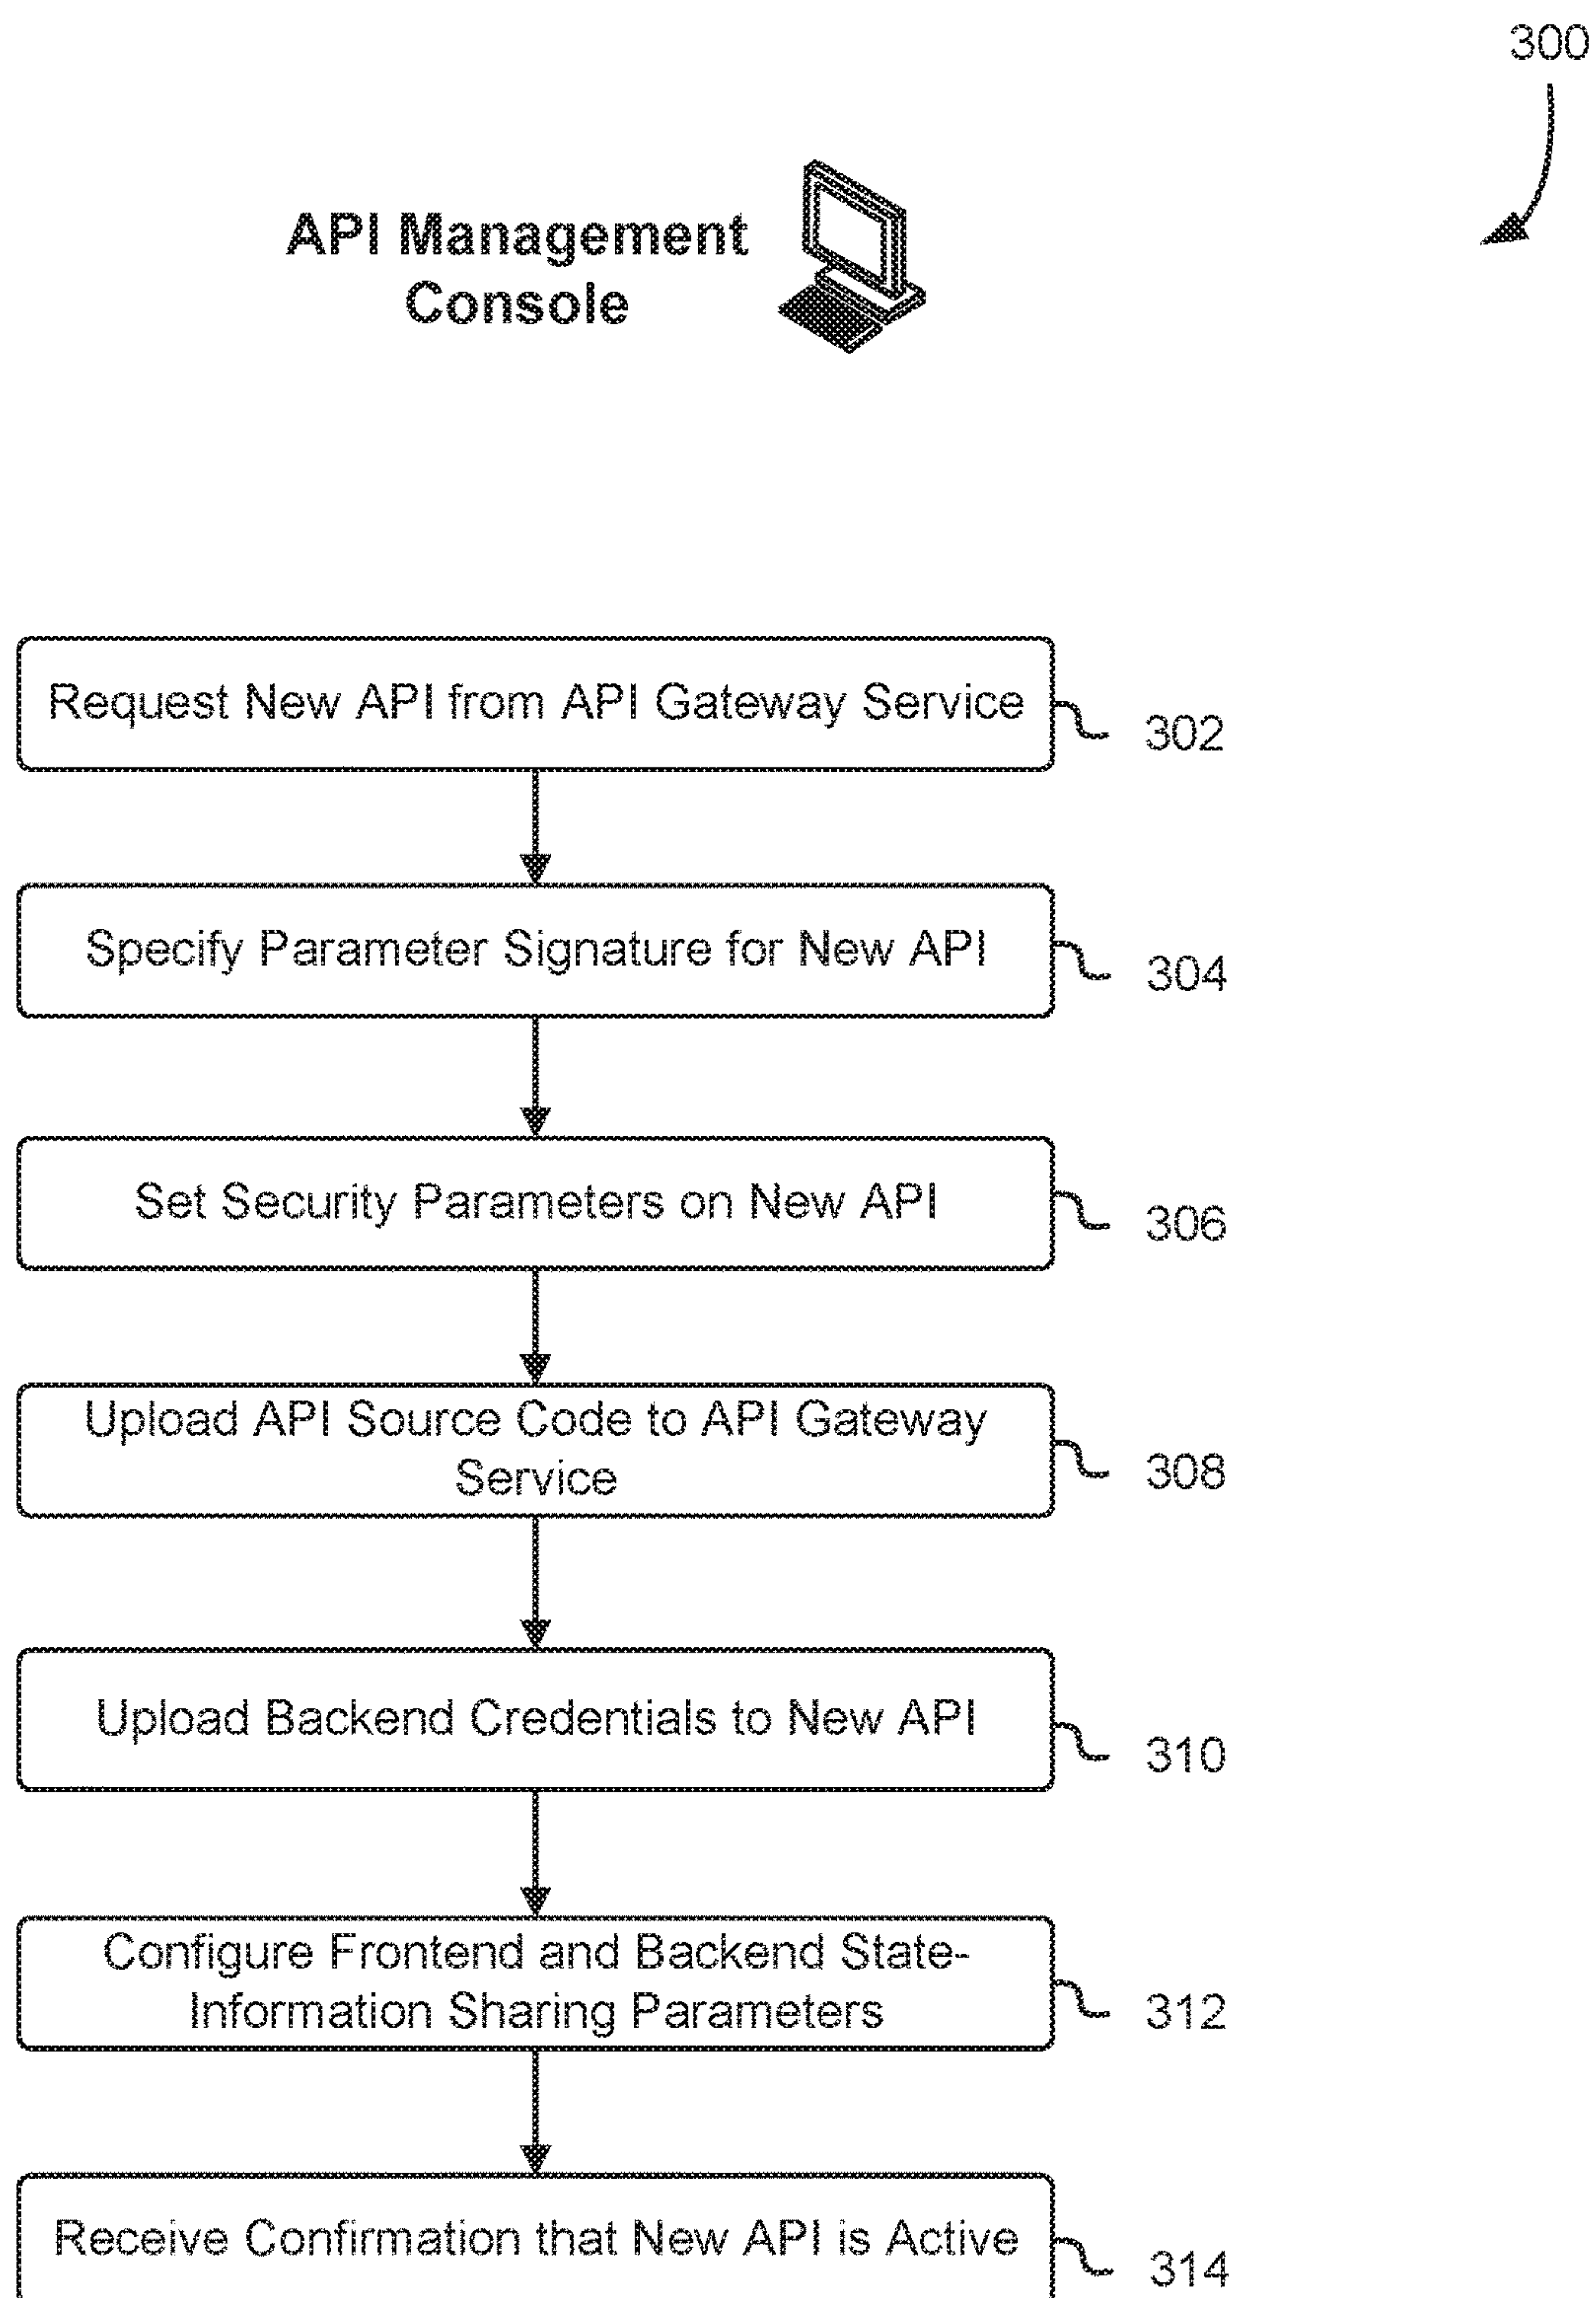 300
API Management
Console
Request New API from API Gateway Service
302
Specify Parameter Signature for New API
304
Set Security Parameters on New API
306
Upload API Source Code to API Gateway
Service
308
Upload Backend Credentials to New API
310
Configure Frontend and Backend State-
Information Sharing Parameters
312
Receive Confirmation that New API is Active
314